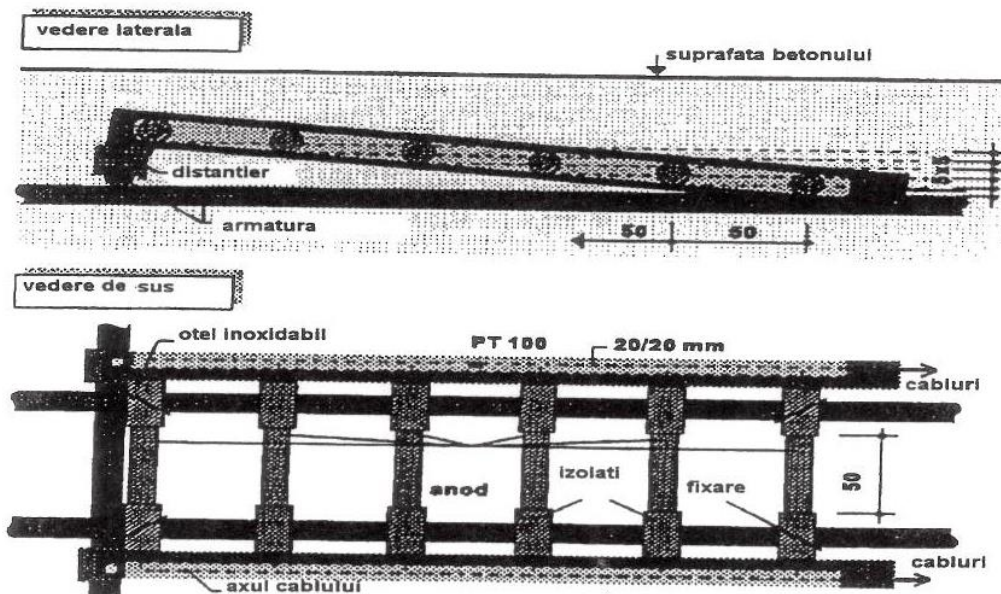 vedere laterala
suprafata betonului
distantier
armatura
50
50
5x5
vedere de sus
otel inoxidabil
PT 100
20/20 mm
cabluri
anod
izolati
fixare
50
axul cablului
cabluri